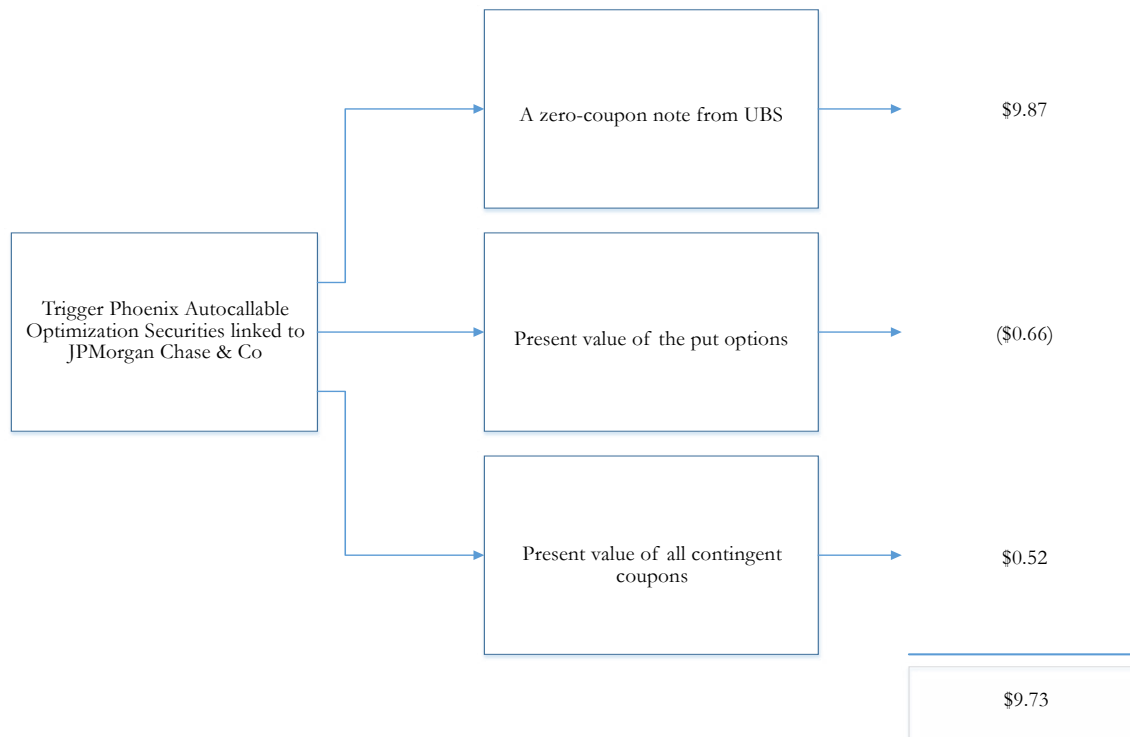 A zero-coupon note from UBS
$9.87
Trigger Phoenix Autocallable
Optimization Securities linked to
JPMorgan Chase & Co
Present value of the put options
($0.66)
Present value of all contingent
coupons
$0.52
$9.73